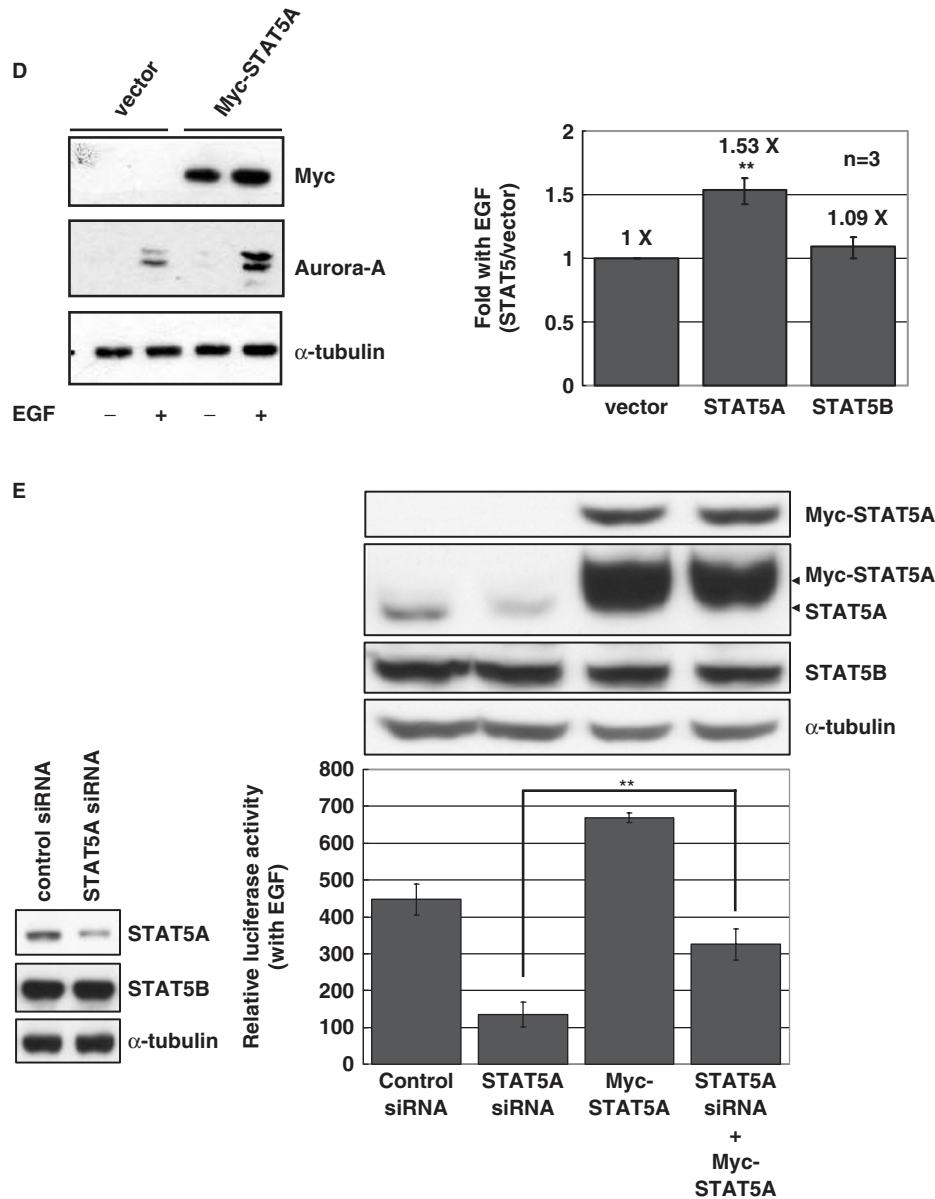 D
vector
Myc-STAT5A
Myc
Aurora-A
α-tubulin
EGF – + – +
Fold with EGF
(STAT5/vector)
2
1.5
1
0.5
0
1 X
1.53 X
**
1.09 X
n=3
vector STAT5A STAT5B
E
Myc-STAT5A
Myc-STAT5A
STAT5A
STAT5B
α-tubulin
control siRNA
STAT5A siRNA
STAT5A
STAT5B
α-tubulin
Relative luciferase activity
(with EGF)
800
700
600
500
400
300
200
100
0
**
Control
siRNA
STAT5A
siRNA
Myc-
STAT5A
STAT5A
siRNA
+
Myc-
STAT5A